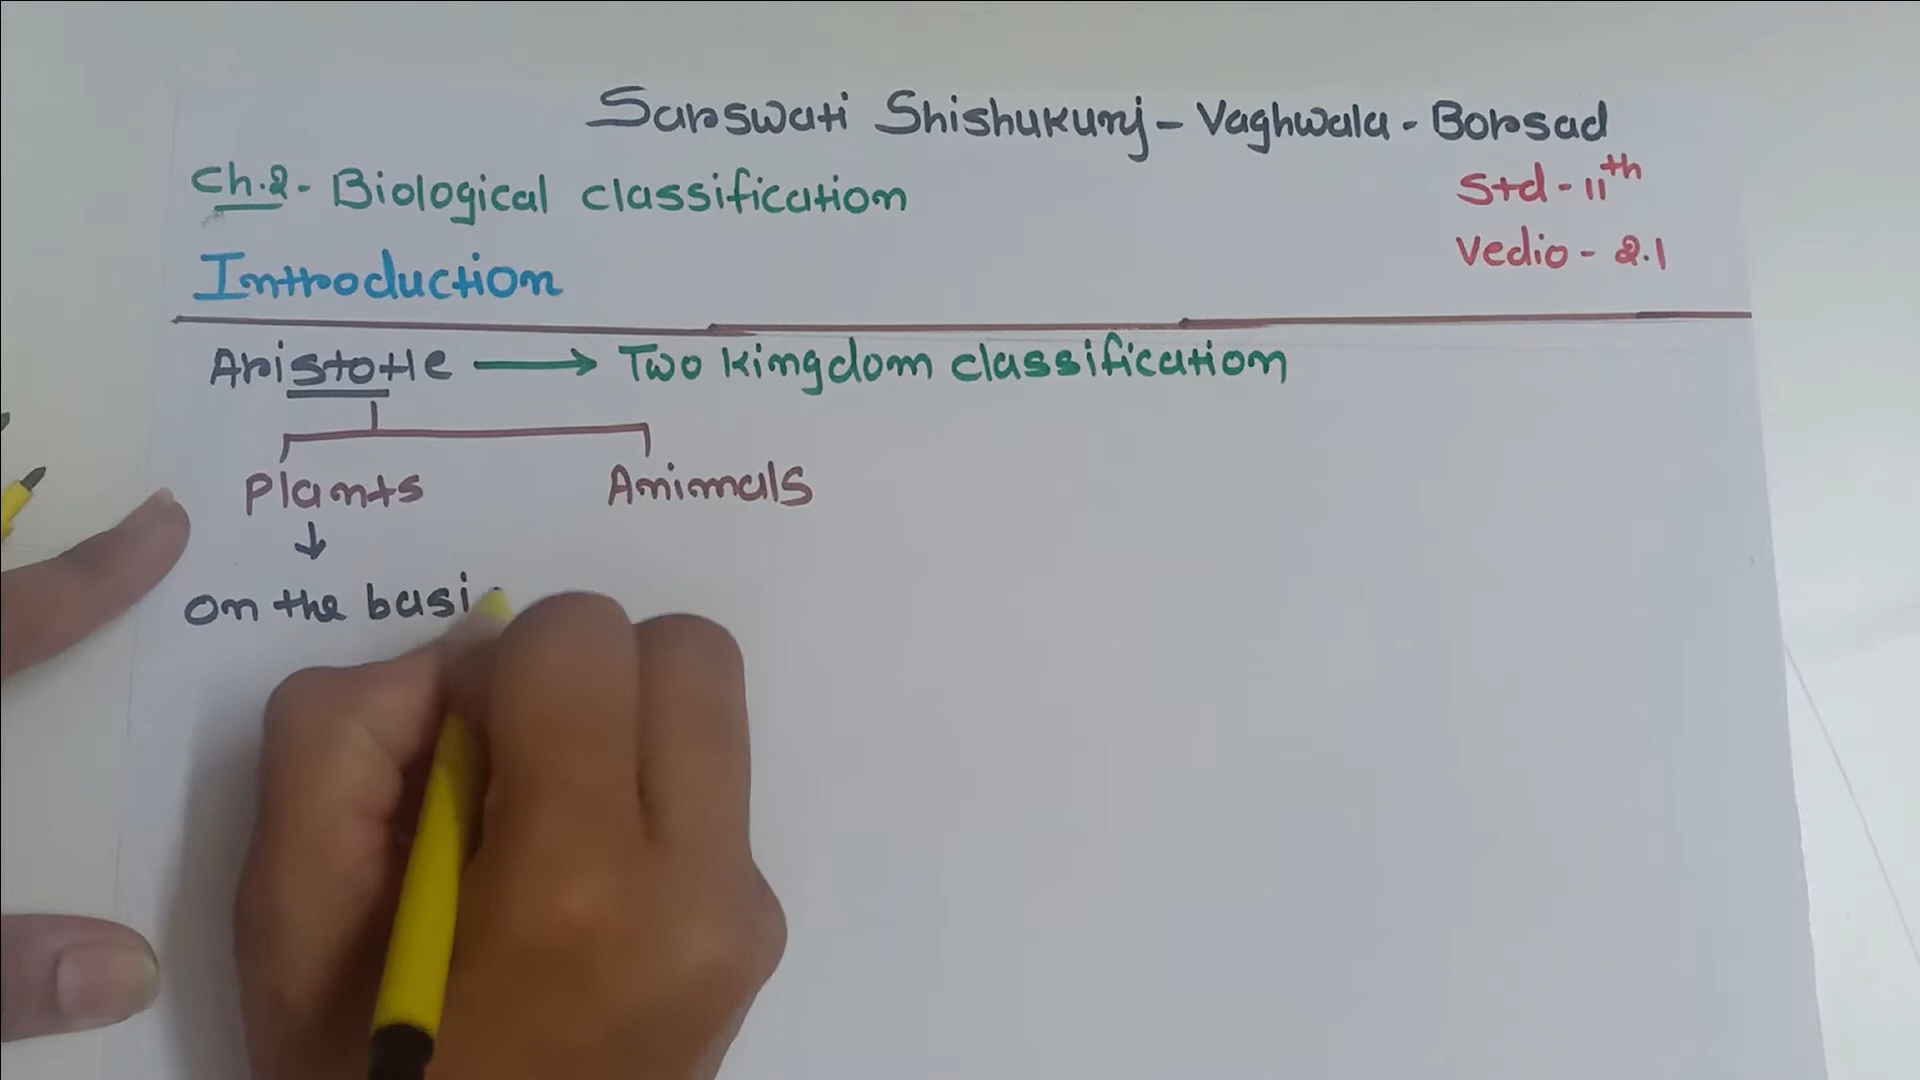 Sarswati Shishukunj - Vaghwala - Borsad
Ch.2 - Biological classification
Std - 11th
Vedio - 2.1
Introduction
Aristotle → Two kingdom classification
Plants Animals
↓
on the basi